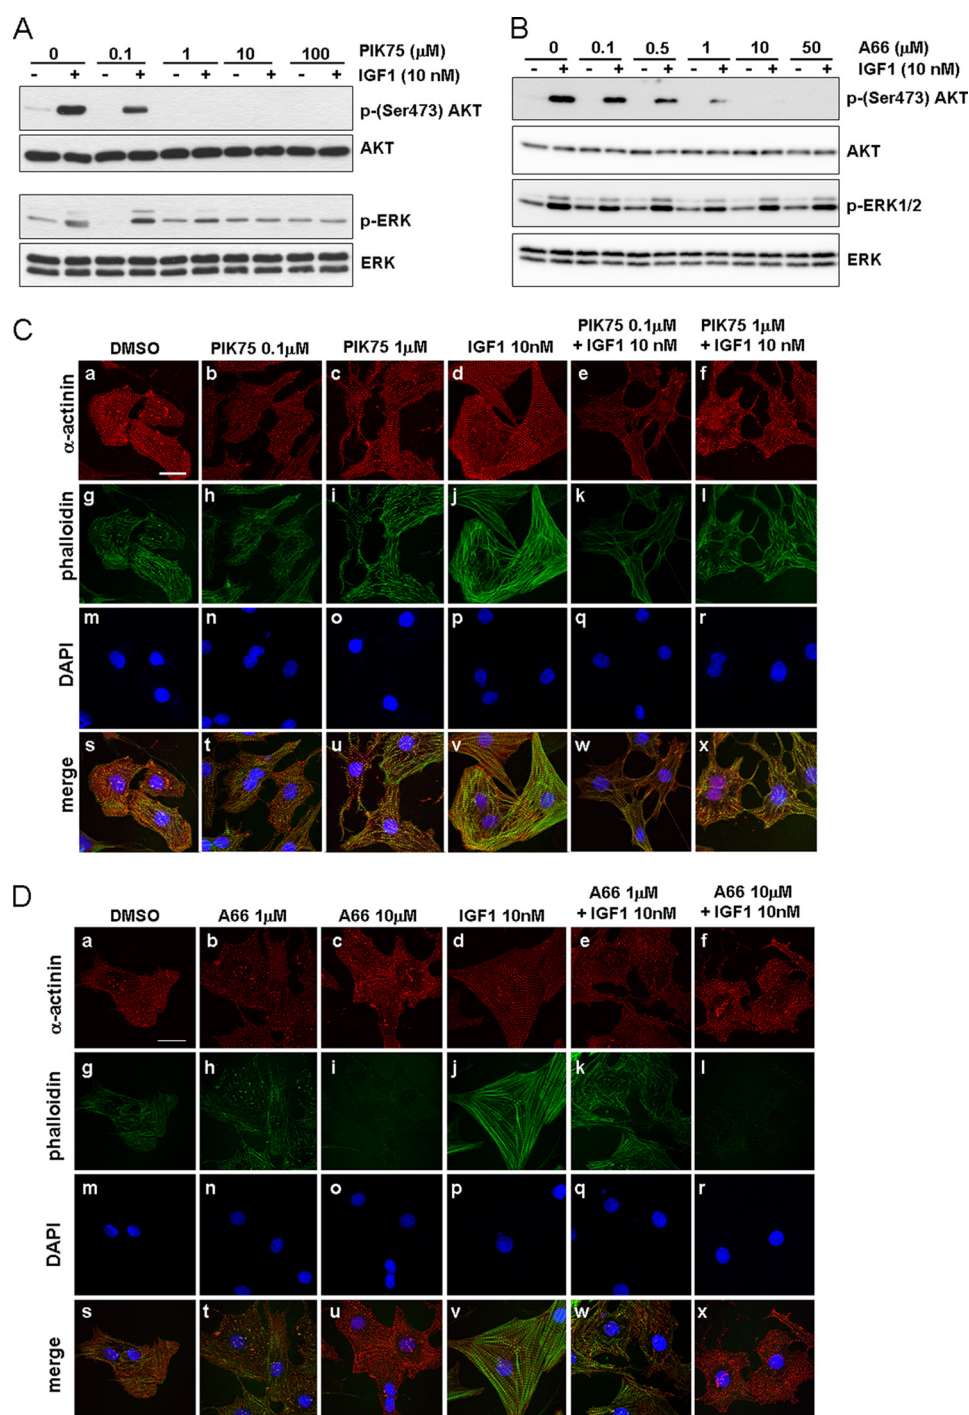 A
0 0.1 1 10 100 PIK75 (μM)
- + - + - + - + - + IGF1 (10 nM)
p-(Ser473) AKT
AKT
p-ERK
ERK
B
0 0.1 0.5 1 10 50 A66 (μM)
- + - + - + - + - + - + IGF1 (10 nM)
p-(Ser473) AKT
AKT
p-ERK1/2
ERK
C
DMSO
PIK75 0.1μM
PIK75 1μM
IGF1 10nM
PIK75 0.1μM
+ IGF1 10 nM
PIK75 1μM
+ IGF1 10 nM
α-actinin
a b c d e f
phalloidin
g h i j k l
DAPI
m n o p q r
merge
s t u v w x
D
DMSO
A66 1μM
A66 10μM
IGF1 10nM
A66 1μM
+ IGF1 10nM
A66 10μM
+ IGF1 10nM
α-actinin
a b c d e f
phalloidin
g h i j k l
DAPI
m n o p q r
merge
s t u v w x